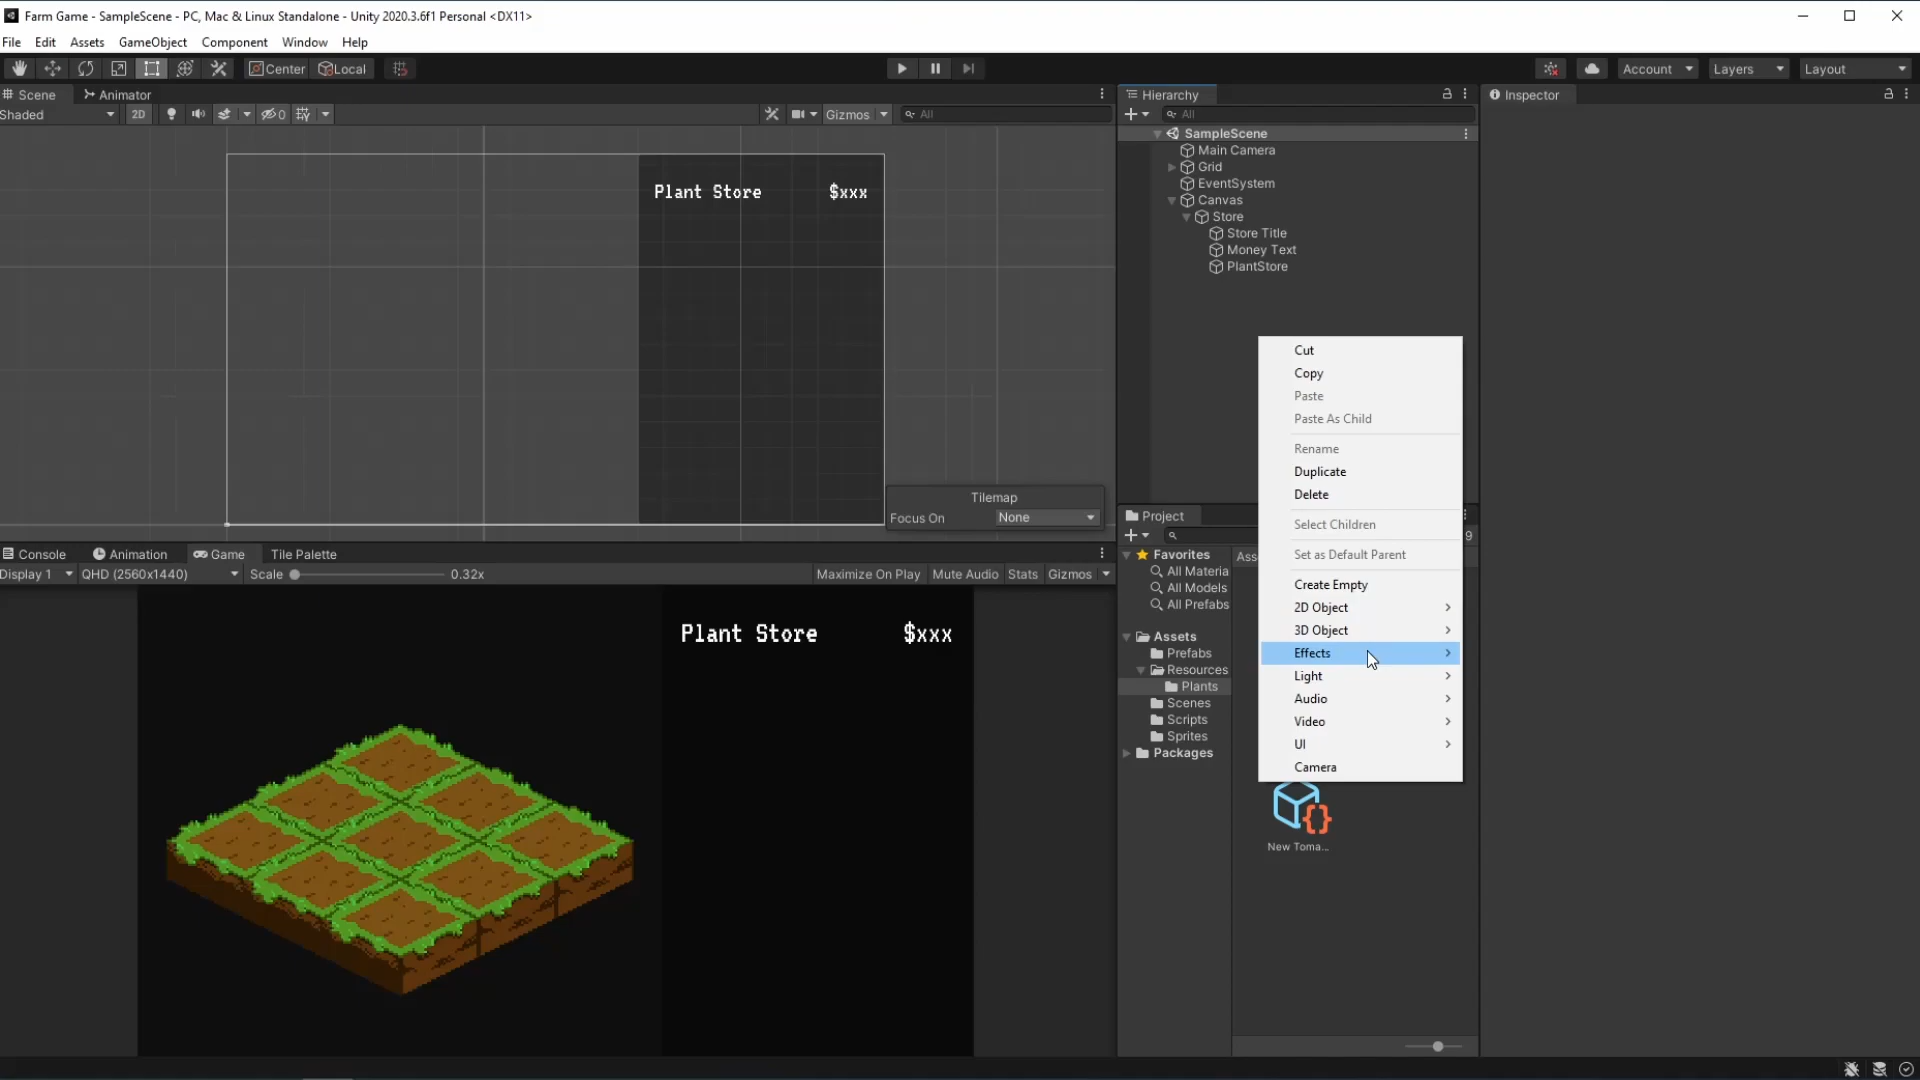 Farm Game - SampleScene - PC, Mac & Linux Standalone - Unity 2020.3.6f1 Personal <DX11>
File Edit Assets GameObject Component Window Help
Center Local Account Layers Layout
Scene Animator
Shaded 2D 0 Gizmos All
Plant Store $xxx
Tilemap
Focus On None
Hierarchy
All
SampleScene
Main Camera
Grid
EventSystem
Canvas
Store
Store Title
Money Text
PlantStore
Inspector
Cut
Copy
Paste
Paste As Child
Rename
Duplicate
Delete
Select Children
Set as Default Parent
Create Empty
2D Object
3D Object
Effects
Light
Audio
Video
UI
Camera
Console Animation Game Tile Palette
Display 1 QHD (2560x1440) Scale 0.32x Maximize On Play Mute Audio Stats Gizmos
Plant Store $xxx
Project
9
Favorites
All Materia
All Models
All Prefabs
Assets
Prefabs
Resources
Plants
Scenes
Scripts
Sprites
Packages
Ass
New Toma...